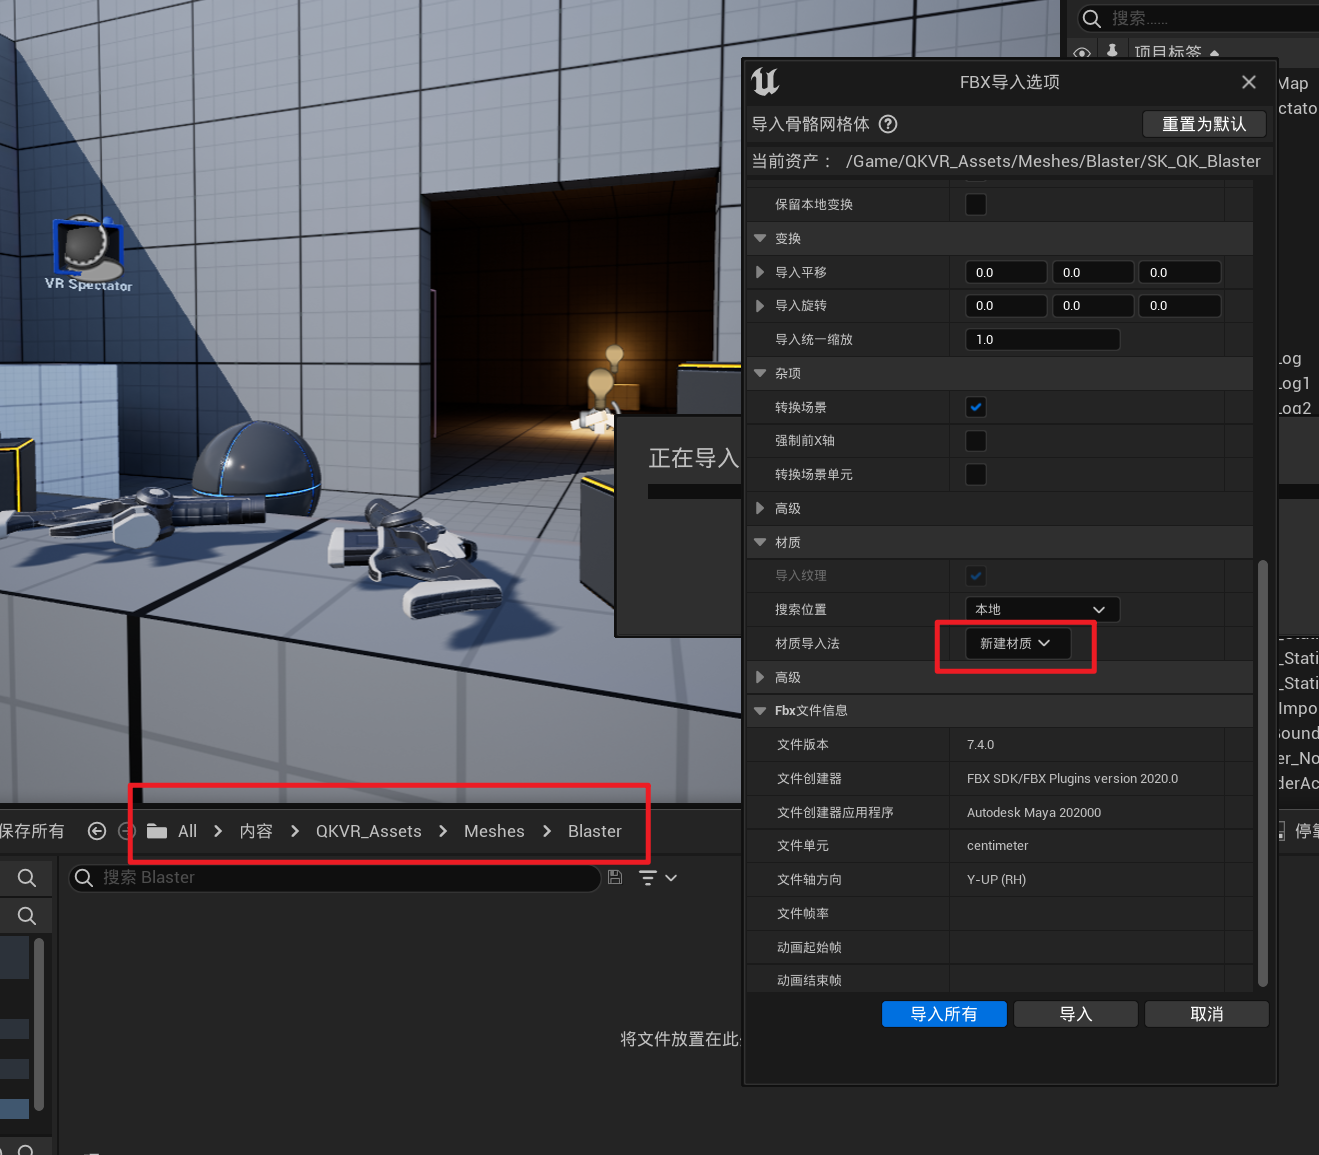 搜索......
项目标签
FBX导入选项
Map
导入骨骼网格体
重置为默认
当前资产： /Game/QKVR_Assets/Meshes/Blaster/SK_QK_Blaster
保留本地变换
变换
导入平移 0.0 0.0 0.0
导入旋转 0.0 0.0 0.0
导入统一缩放 1.0
杂项
转换场景
强制前X轴
转换场景单元
高级
材质
导入纹理
搜索位置 本地
材质导入法 新建材质
高级
Fbx文件信息
文件版本 7.4.0
文件创建器 FBX SDK/FBX Plugins version 2020.0
文件创建器应用程序 Autodesk Maya 202000
文件单元 centimeter
文件轴方向 Y-UP (RH)
文件帧率
动画起始帧
动画结束帧
导入所有 导入 取消
VR Spectator
正在导入
保存所有
All 内容 QKVR_Assets Meshes Blaster
搜索 Blaster
将文件放置在此
ctato
Log
Log1
Log2
_Stati
_Stati
Impo
Bound
er_No
derAc
停靠